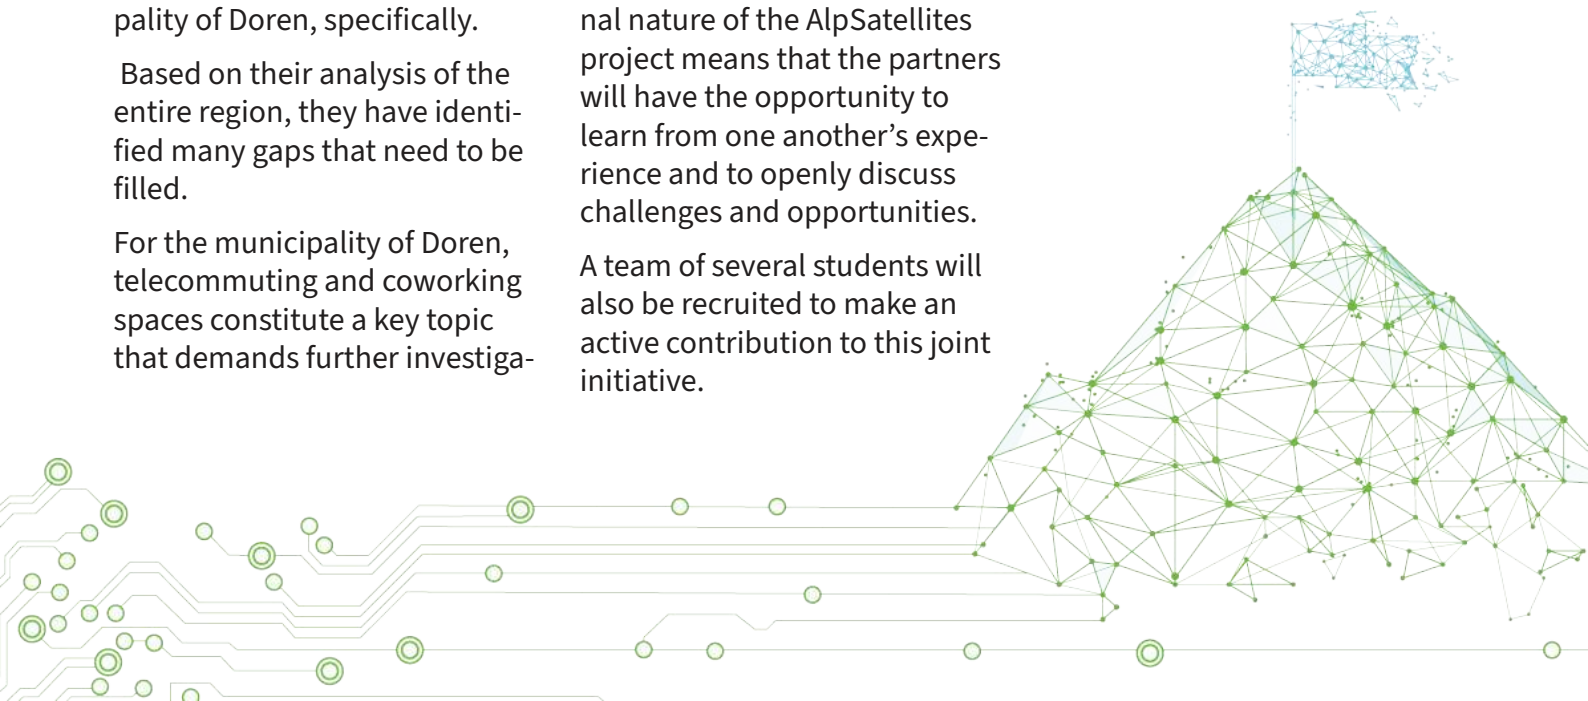 pality of Doren, specifically.
Based on their analysis of the
entire region, they have identi-
fied many gaps that need to be
filled.
For the municipality of Doren,
telecommuting and coworking
spaces constitute a key topic
that demands further investiga-
nal nature of the AlpSatellites
project means that the partners
will have the opportunity to
learn from one another’s expe-
rience and to openly discuss
challenges and opportunities.
A team of several students will
also be recruited to make an
active contribution to this joint
initiative.